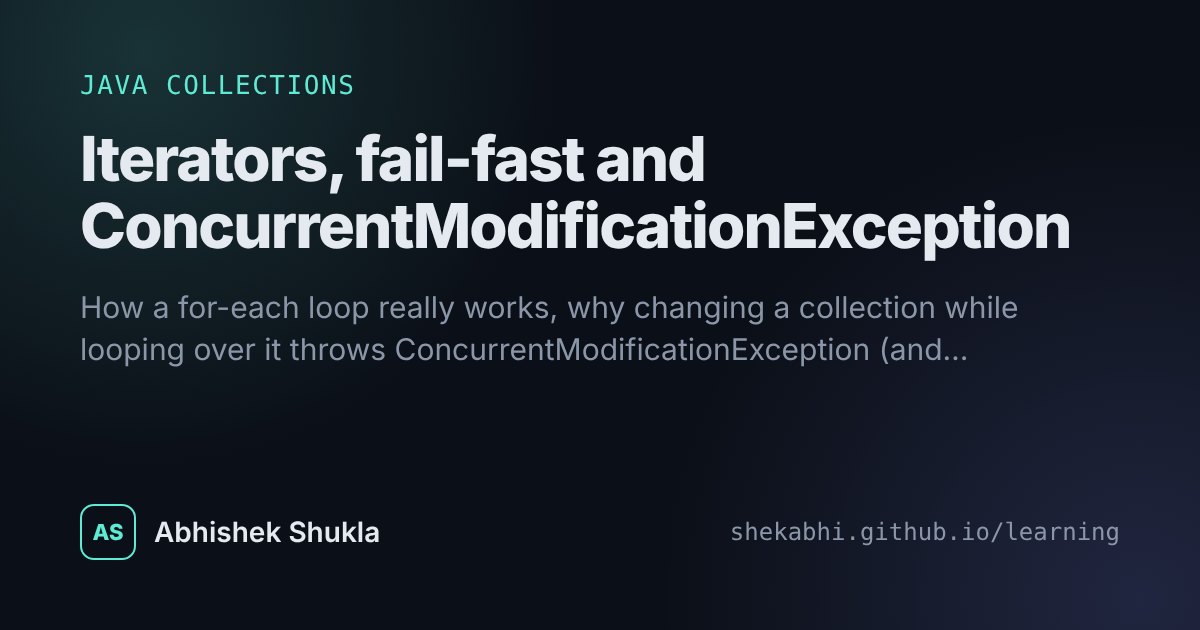 JAVA COLLECTIONS
Iterators, fail-fast and
ConcurrentModificationException
How a for-each loop really works, why changing a collection while
looping over it throws ConcurrentModificationException (and...
AS Abhishek Shukla
shekabhi.github.io/learning